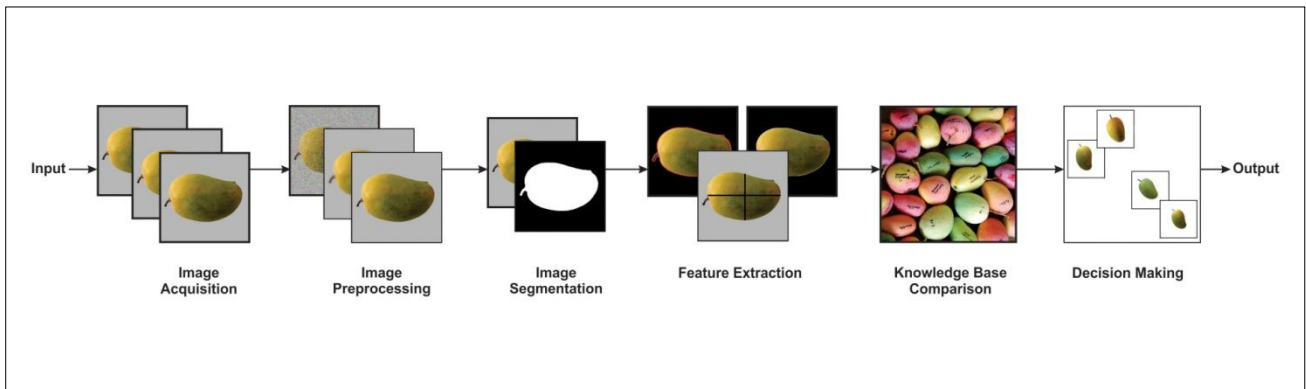 Input
Image
Acquisition
Image
Preprocessing
Image
Segmentation
Feature Extraction
Knowledge Base
Comparison
Decision Making
Output